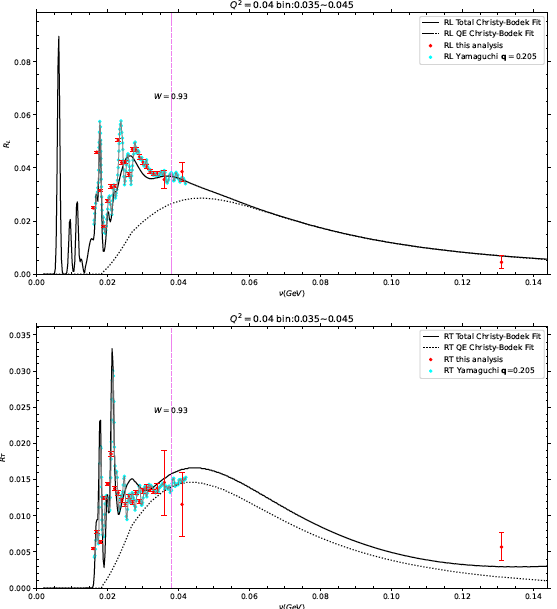 Q² = 0.04 bin:0.035~0.045
RL Total Christy-Bodek Fit
RL QE Christy-Bodek Fit
RL this analysis
RL Yamaguchi q = 0.205
W = 0.93
R_L
0.00
0.02
0.04
0.06
0.08
0.00 0.02 0.04 0.06 0.08 0.10 0.12 0.14
ν(GeV)
Q² = 0.04 bin:0.035~0.045
RT Total Christy-Bodek Fit
RT QE Christy-Bodek Fit
RT this analysis
RT Yamaguchi q=0.205
W = 0.93
R_T
0.000
0.005
0.010
0.015
0.020
0.025
0.030
0.035
0.00 0.02 0.04 0.06 0.08 0.10 0.12 0.14
ν(GeV)